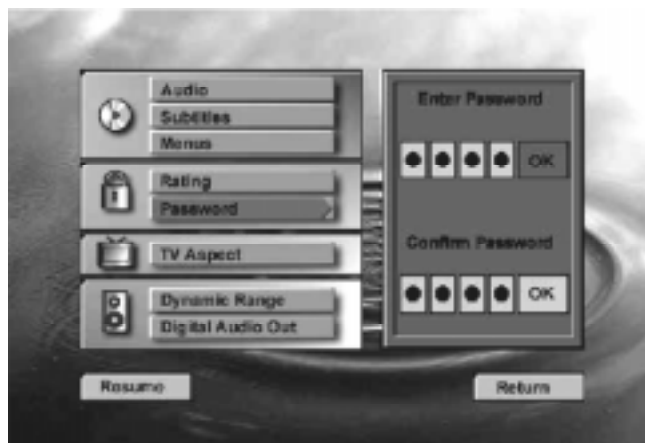 Audio
Subtitles
Menus
Rating
Password
TV Aspect
Dynamic Range
Digital Audio Out
Enter Password
OK
Confirm Password
OK
Resume
Return